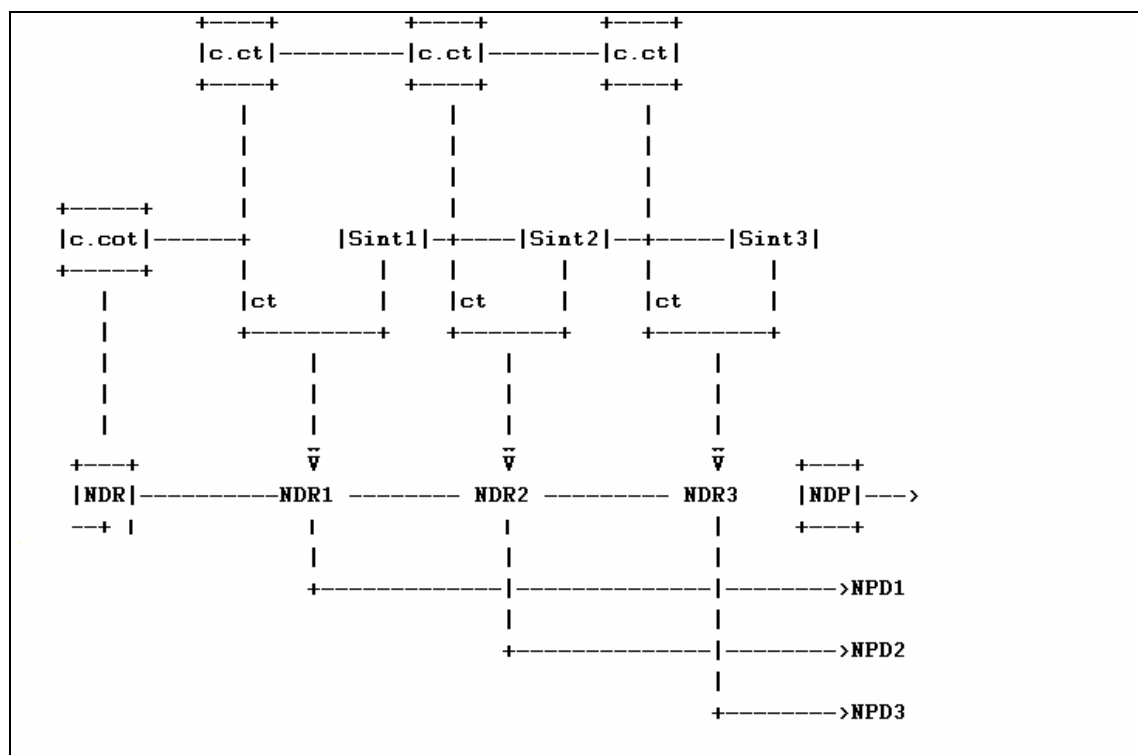 c.ct c.ct c.ct
c.cot Sint1 Sint2 Sint3
ct ct ct
V V V
NDR NDR1 NDR2 NDR3 NDP
NPD1
NPD2
NPD3